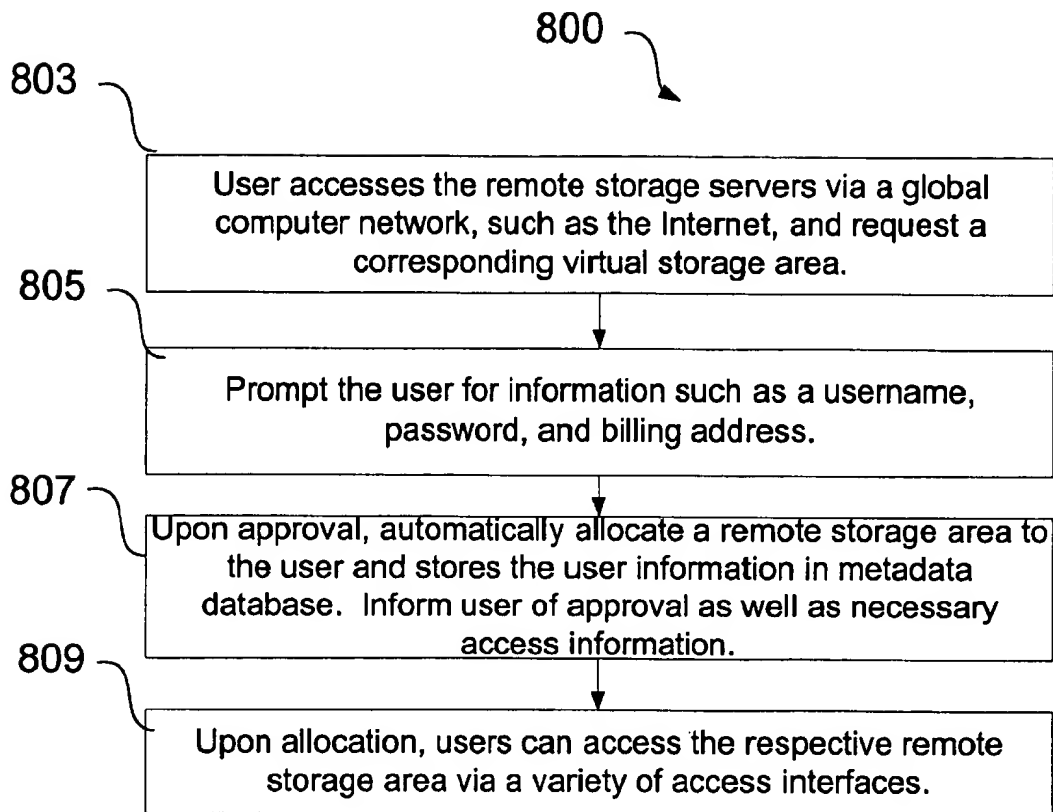 800
803
User accesses the remote storage servers via a global
computer network, such as the Internet, and request a
corresponding virtual storage area.
805
Prompt the user for information such as a username,
password, and billing address.
807
Upon approval, automatically allocate a remote storage area to
the user and stores the user information in metadata
database. Inform user of approval as well as necessary
access information.
809
Upon allocation, users can access the respective remote
storage area via a variety of access interfaces.